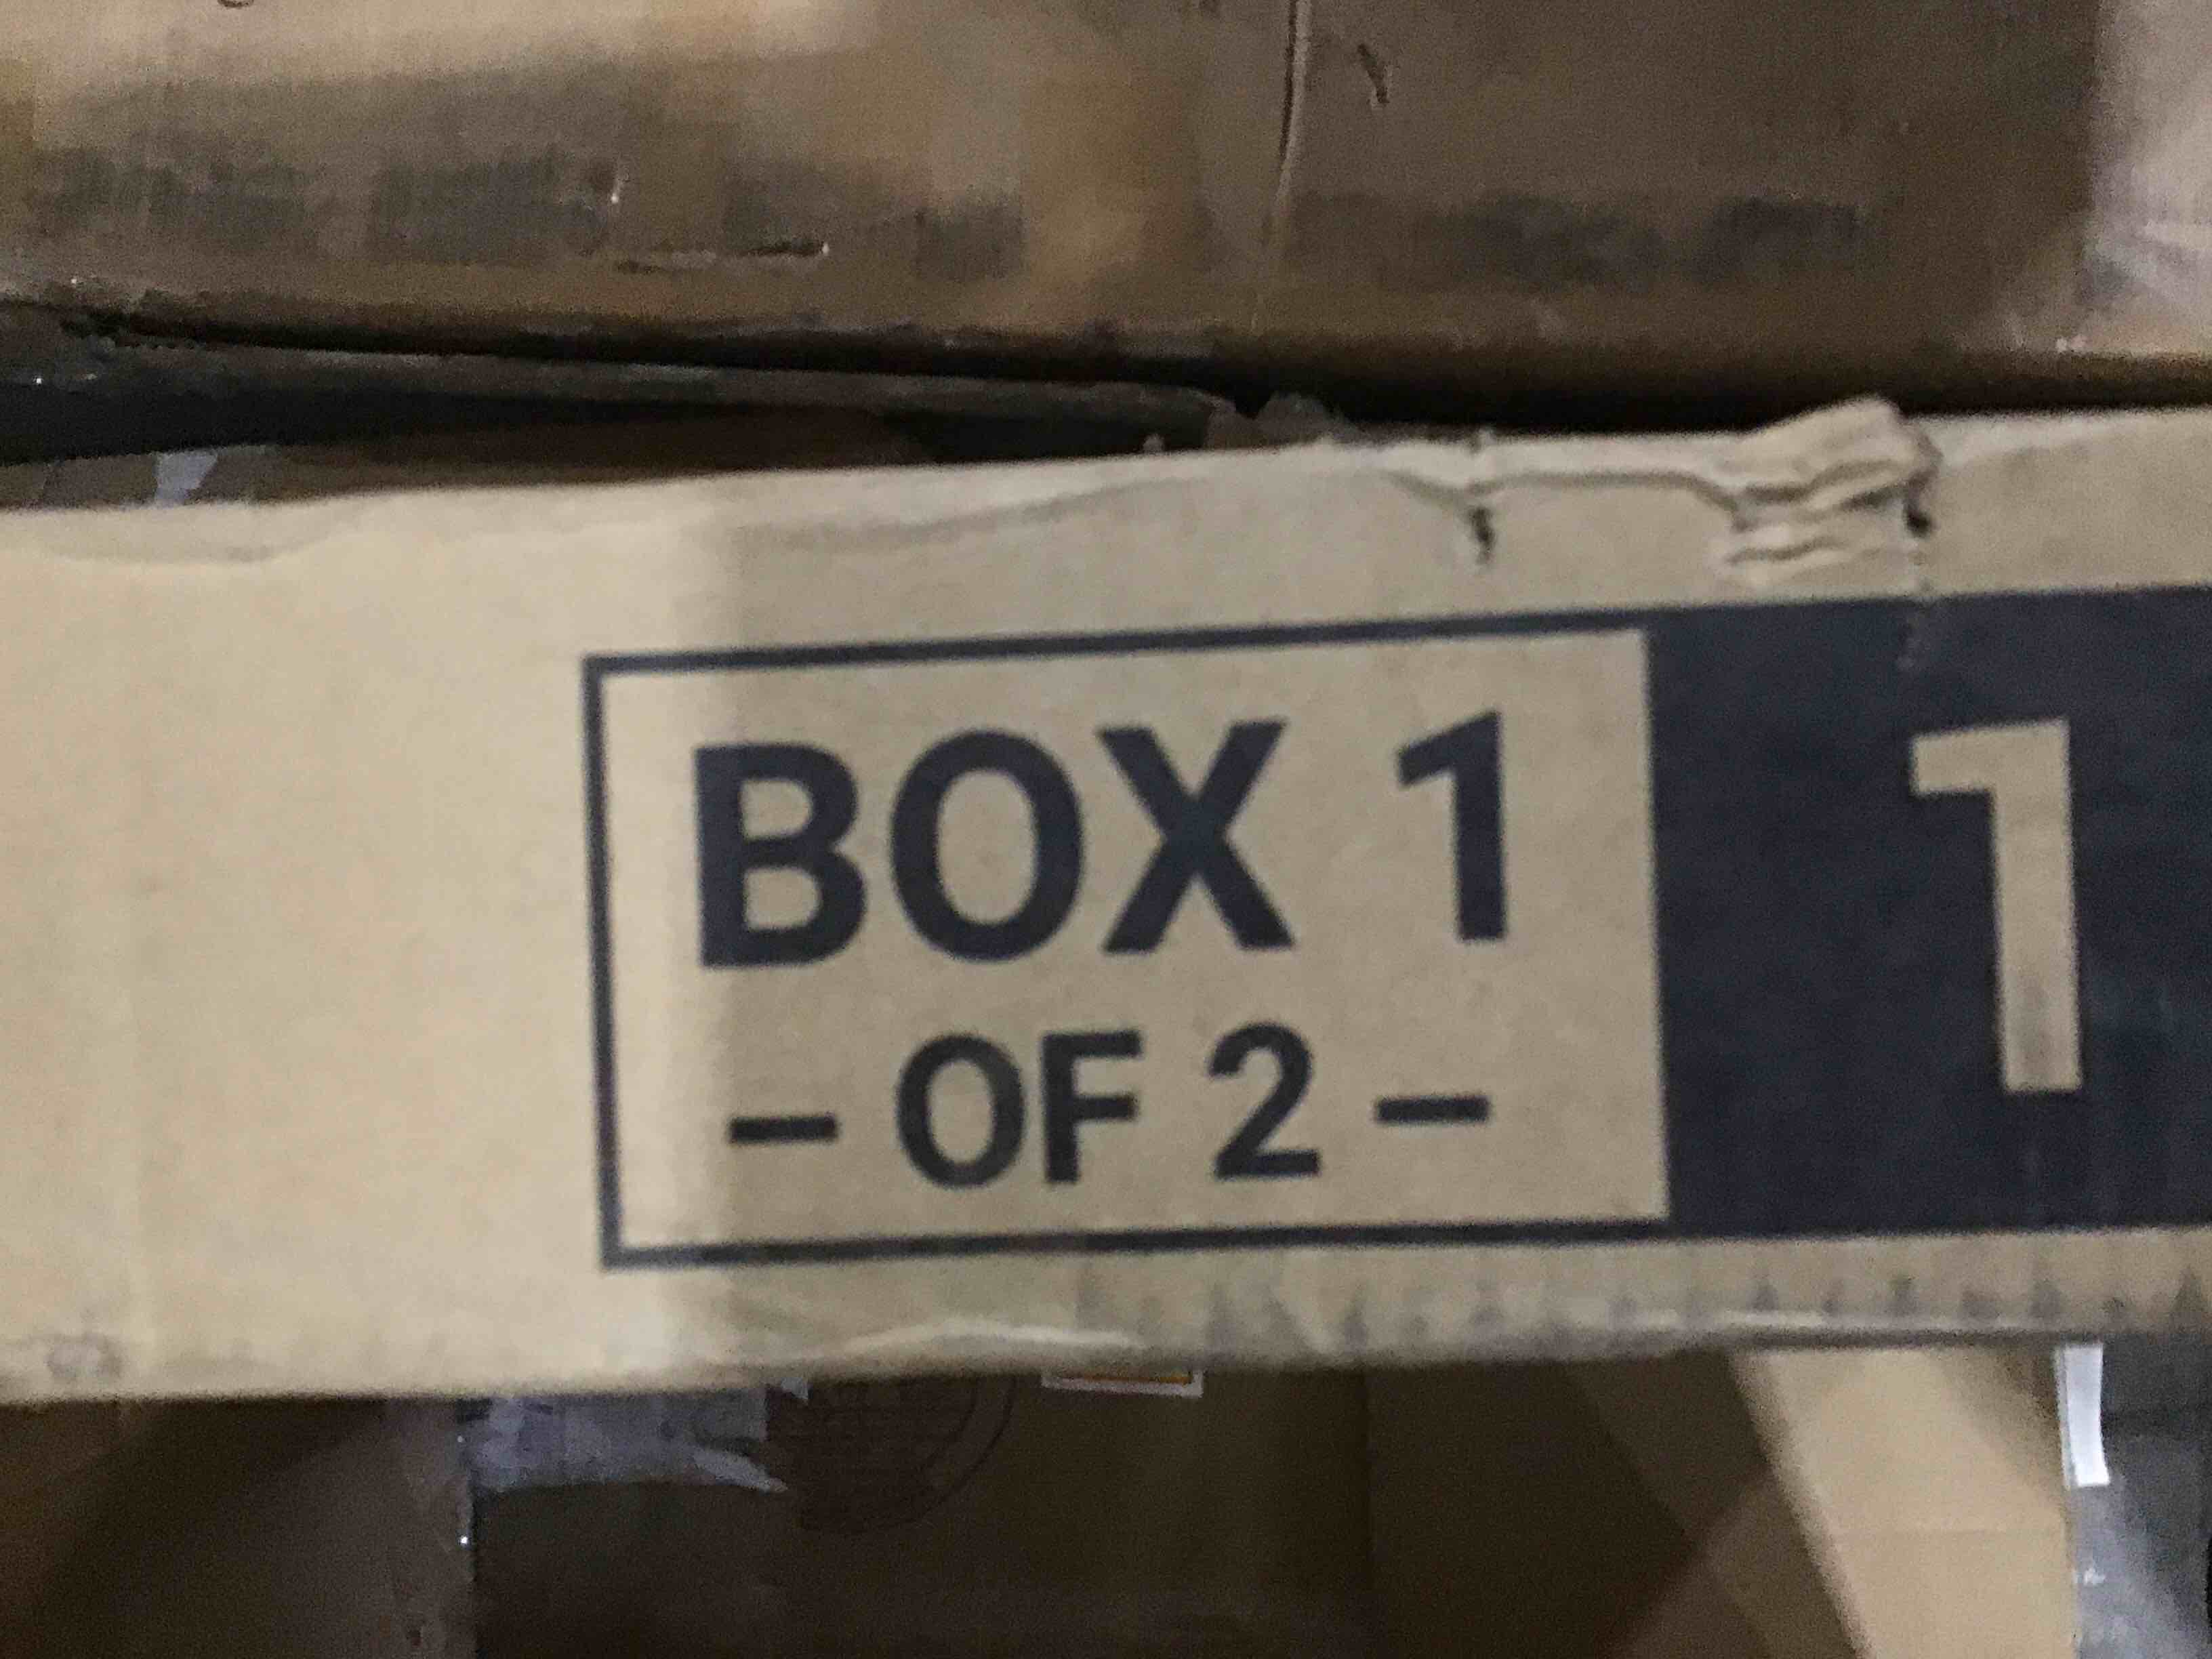 BOX 1
- OF 2 -
1